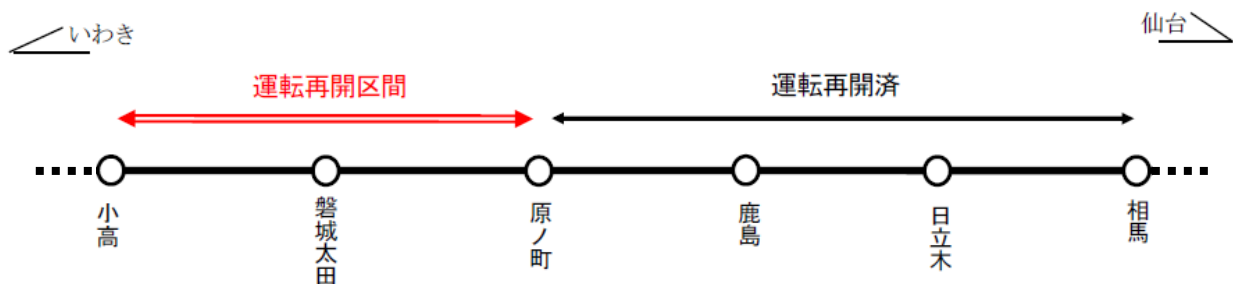 いわき
仙台
運転再開区間
運転再開済
小高
磐城太田
原ノ町
鹿島
日立木
相馬